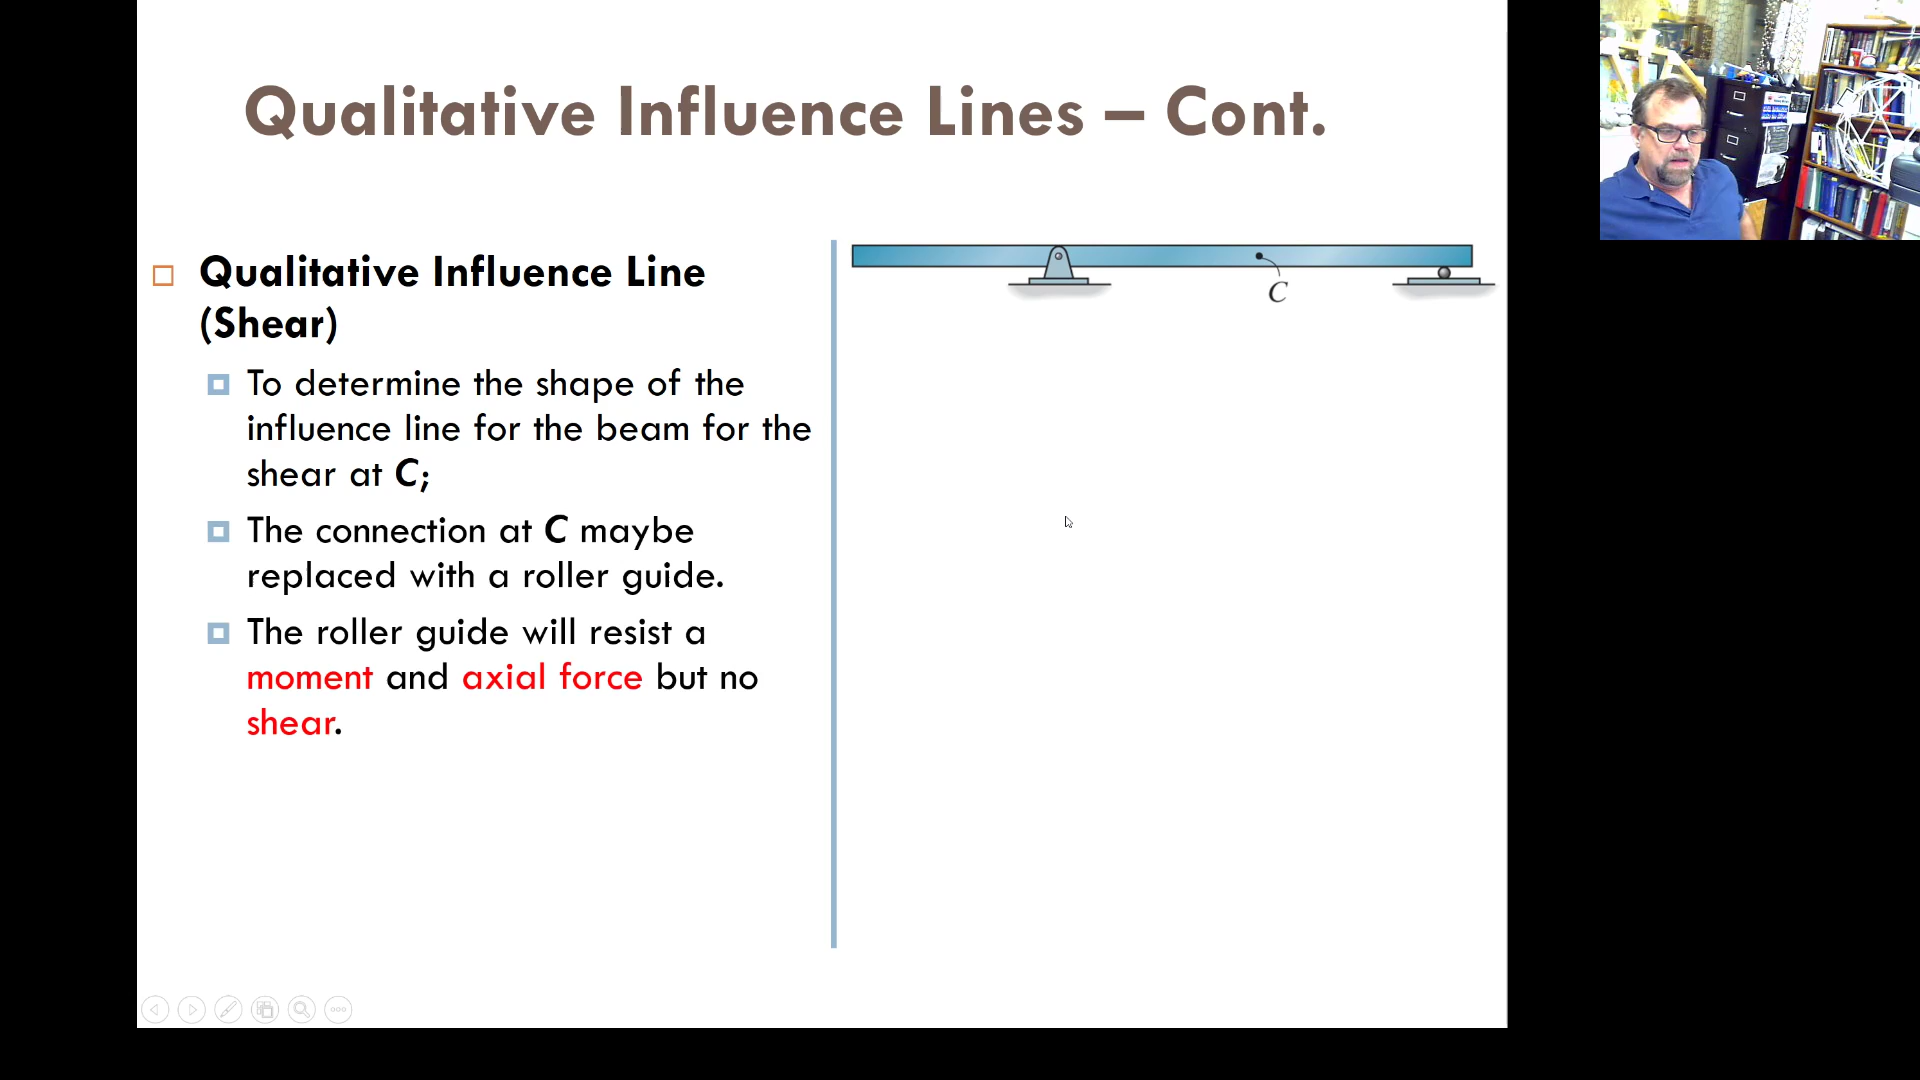 Qualitative Influence Lines – Cont.
Qualitative Influence Line
(Shear)
To determine the shape of the
influence line for the beam for the
shear at C;
The connection at C maybe
replaced with a roller guide.
The roller guide will resist a
moment and axial force but no
shear.
C